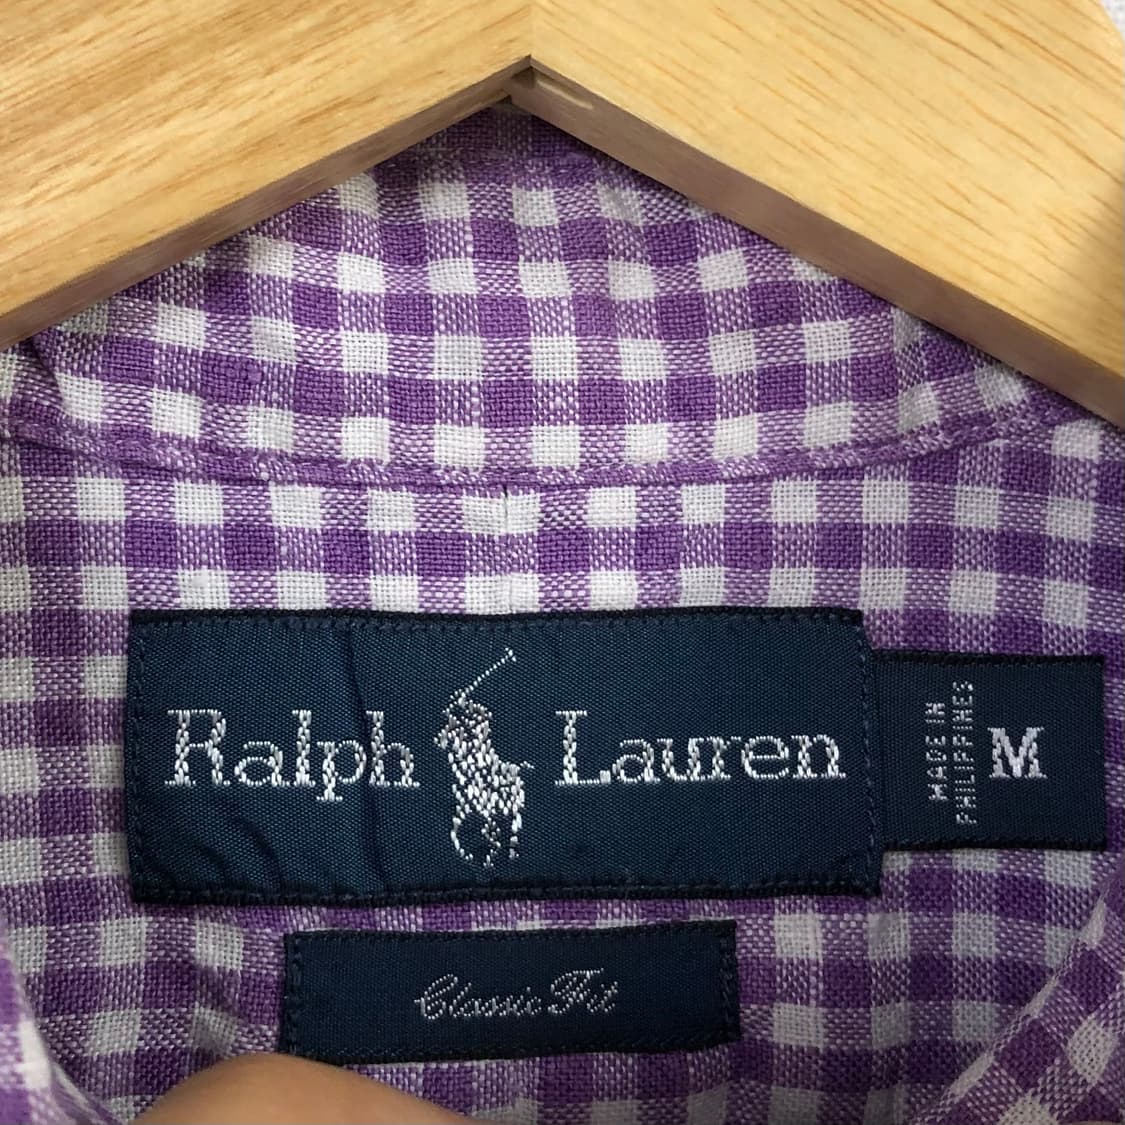 Ralph Lauren
MADE IN
PHILIPPINES
M
Classic Fit